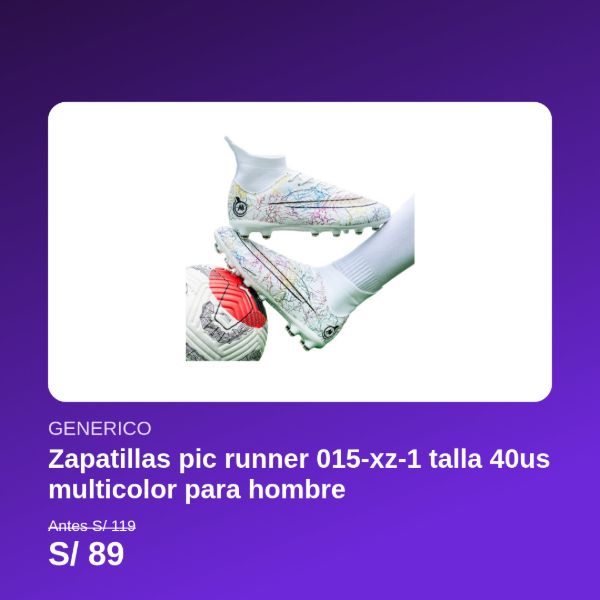 GENERICO
Zapatillas pic runner 015-xz-1 talla 40us
multicolor para hombre
Antes S/ 119
S/ 89